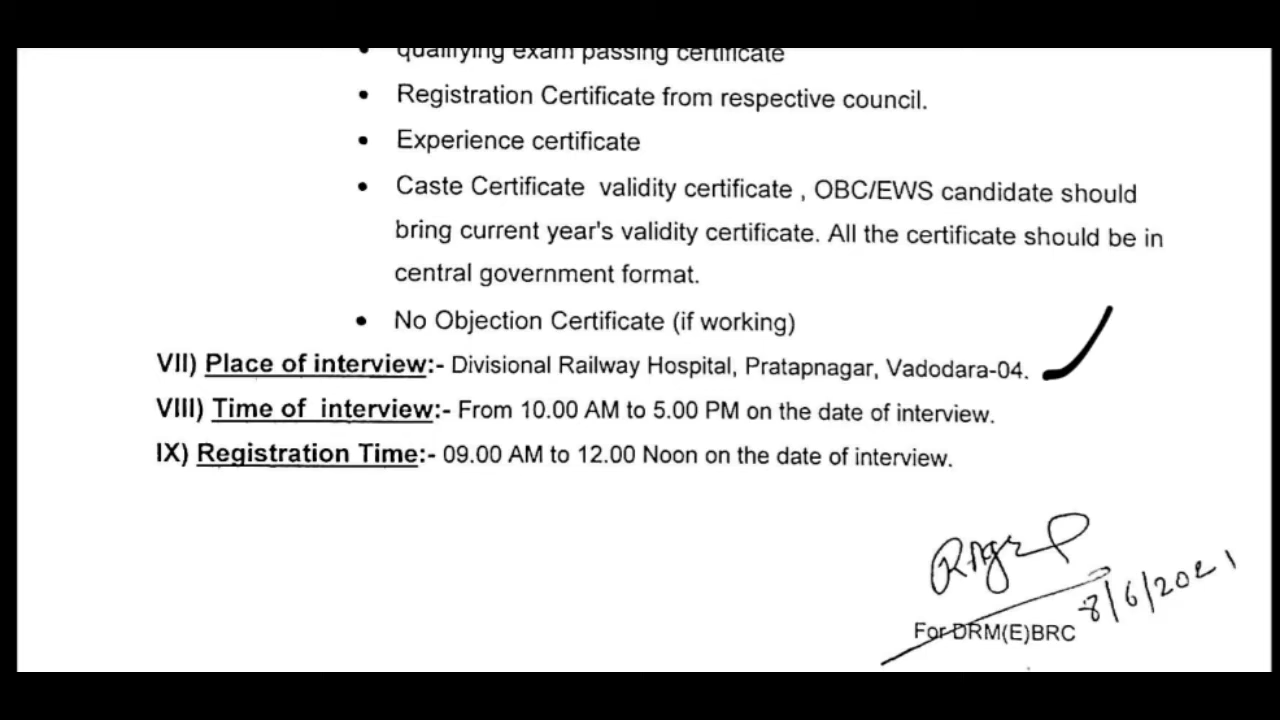 • qualifying exam passing certificate
• Registration Certificate from respective council.
• Experience certificate
• Caste Certificate validity certificate , OBC/EWS candidate should
bring current year's validity certificate. All the certificate should be in
central government format.
• No Objection Certificate (if working)
VII) Place of interview:- Divisional Railway Hospital, Pratapnagar, Vadodara-04.
VIII) Time of interview:- From 10.00 AM to 5.00 PM on the date of interview.
IX) Registration Time:- 09.00 AM to 12.00 Noon on the date of interview.
8/6/2021
For DRM(E)BRC